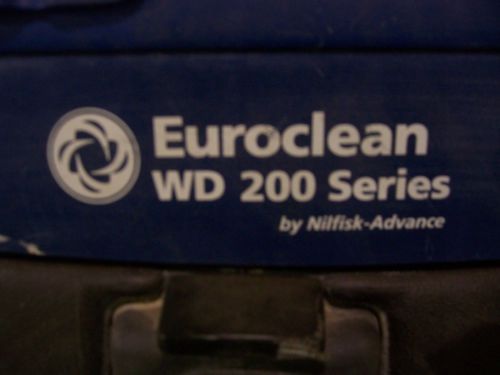 Euroclean
WD 200 Series
by Nilfisk-Advance